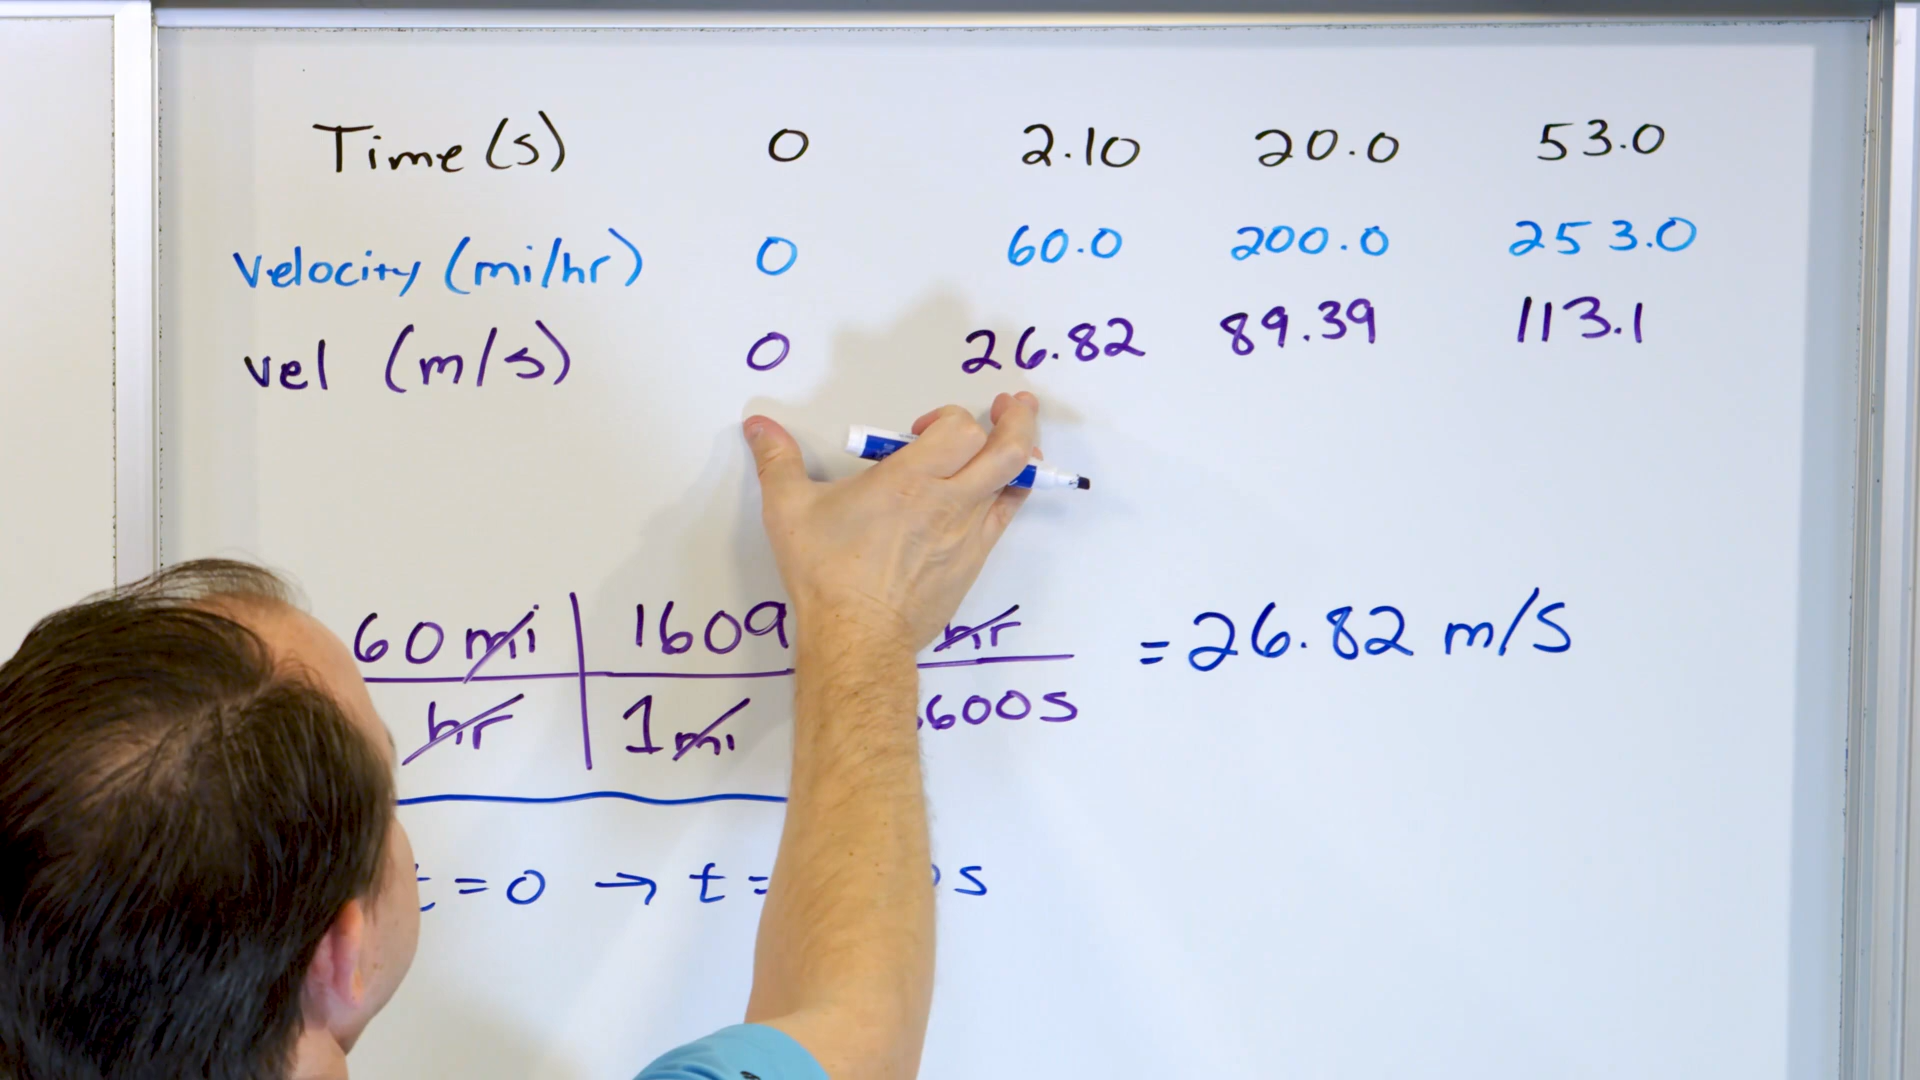 Time (s) 0 2.10 20.0 53.0
Velocity (mi/hr) 0 60.0 200.0 253.0
vel (m/s) 0 26.82 89.39 113.1
60 mi 1609 hr = 26.82 m/s
hr 1 mi 600 s
t = 0 → t = s